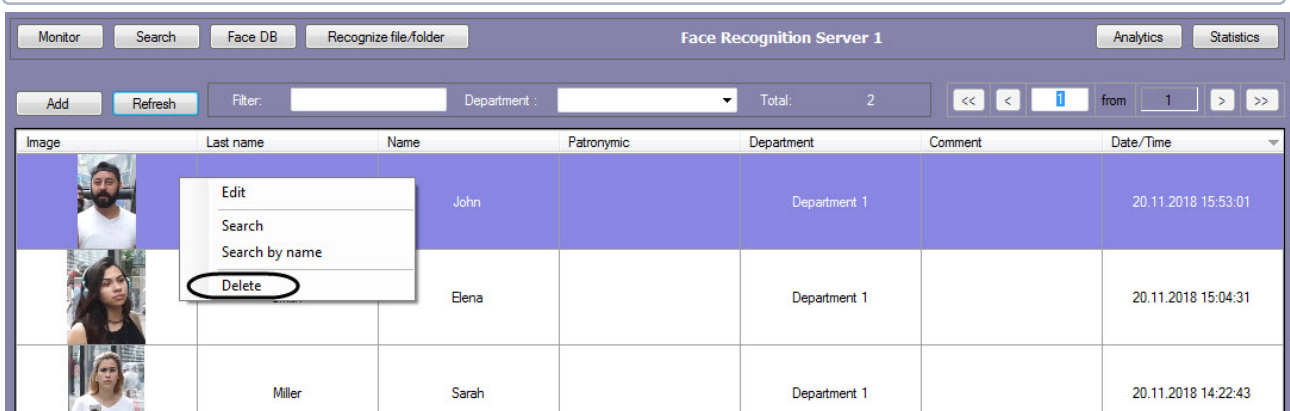 Monitor Search Face DB Recognize file/folder Face Recognition Server 1 Analytics Statistics
Add Refresh Filter: Department : Total: 2 << < 1 from 1 > >>
Image Last name Name Patronymic Department Comment Date/Time
John Department 1 20.11.2018 15:53:01
Edit
Search
Search by name
Delete
Elena Department 1 20.11.2018 15:04:31
Miller Sarah Department 1 20.11.2018 14:22:43